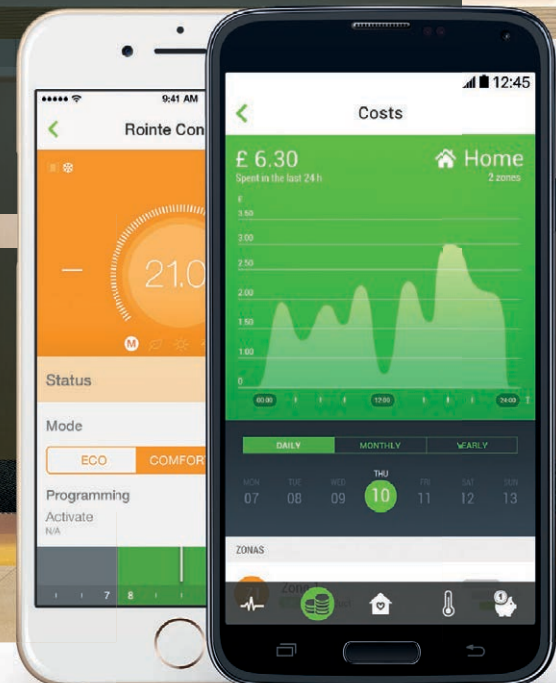 9:41 AM
Rointe Con
21.0
M
Status
Mode
ECO
COMFOR
Programming
Activate
N/A
7 8
12:45
Costs
£ 6.30
Spent in the last 24 h
Home
2 zones
£
3.50
3.00
2.50
2.00
1.50
1.00
0
00:00
12:00
24:00
DAILY MONTHLY YEARLY
MON TUE WED THU FRI SAT SUN
07 08 09 10 11 12 13
ZONAS
1